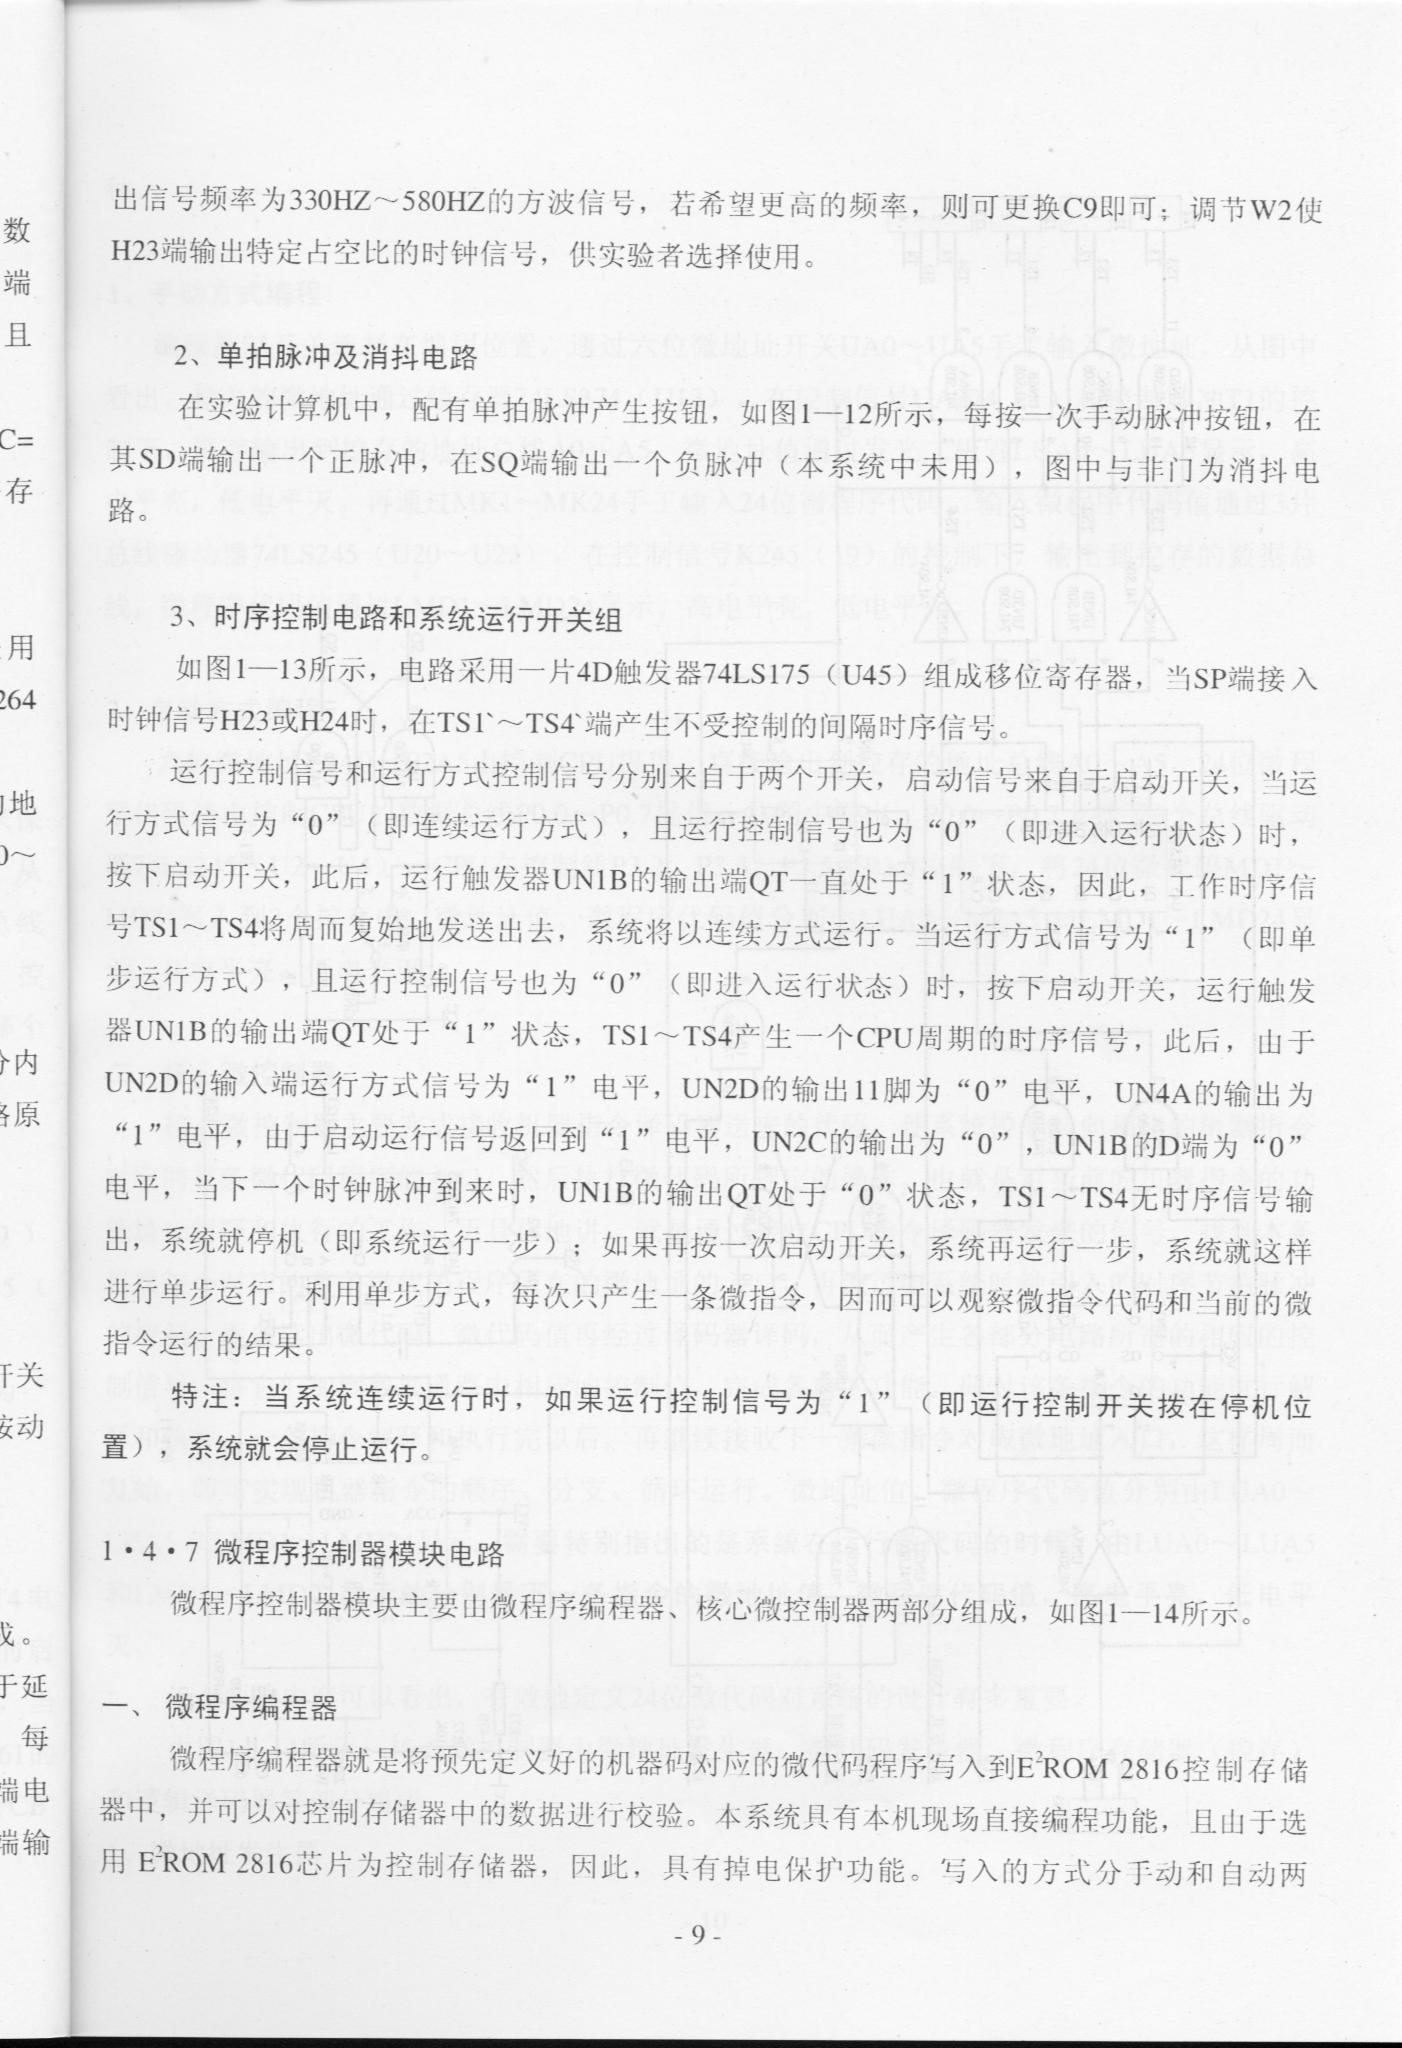 数
端
且
C=
存
用
264
地
0～
内
原
开关
按动
于延
每
端电
端输
出信号频率为330HZ～580HZ的方波信号，若希望更高的频率，则可更换C9即可；调节W2使
H23端输出特定占空比的时钟信号，供实验者选择使用。
2、单拍脉冲及消抖电路
在实验计算机中，配有单拍脉冲产生按钮，如图1—12所示，每按一次手动脉冲按钮，在
其SD端输出一个正脉冲，在SQ端输出一个负脉冲（本系统中未用），图中与非门为消抖电
路。
3、时序控制电路和系统运行开关组
如图1—13所示，电路采用一片4D触发器74LS175（U45）组成移位寄存器，当SP端接入
时钟信号H23或H24时，在TS1`～TS4`端产生不受控制的间隔时序信号。
运行控制信号和运行方式控制信号分别来自于两个开关，启动信号来自于启动开关，当运
行方式信号为“0”（即连续运行方式），且运行控制信号也为“0”（即进入运行状态）时，
按下启动开关，此后，运行触发器UN1B的输出端QT一直处于“1”状态，因此，工作时序信
号TS1～TS4将周而复始地发送出去，系统将以连续方式运行。当运行方式信号为“1”（即单
步运行方式），且运行控制信号也为“0”（即进入运行状态）时，按下启动开关，运行触发
器UN1B的输出端QT处于“1”状态，TS1～TS4产生一个CPU周期的时序信号，此后，由于
UN2D的输入端运行方式信号为“1”电平，UN2D的输出11脚为“0”电平，UN4A的输出为
“1”电平，由于启动运行信号返回到“1”电平，UN2C的输出为“0”，UN1B的D端为“0”
电平，当下一个时钟脉冲到来时，UN1B的输出QT处于“0”状态，TS1～TS4无时序信号输
出，系统就停机（即系统运行一步）；如果再按一次启动开关，系统再运行一步，系统就这样
进行单步运行。利用单步方式，每次只产生一条微指令，因而可以观察微指令代码和当前的微
指令运行的结果。
特注：当系统连续运行时，如果运行控制信号为“1”（即运行控制开关拨在停机位
置），系统就会停止运行。
1·4·7 微程序控制器模块电路
微程序控制器模块主要由微程序编程器、核心微控制器两部分组成，如图1—14所示。
一、 微程序编程器
微程序编程器就是将预先定义好的机器码对应的微代码程序写入到E²ROM 2816控制存储
器中，并可以对控制存储器中的数据进行校验。本系统具有本机现场直接编程功能，且由于选
用 E²ROM 2816芯片为控制存储器，因此，具有掉电保护功能。写入的方式分手动和自动两
- 9 -